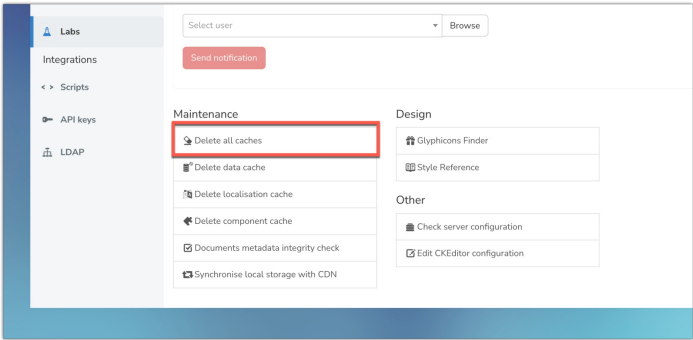 Labs
Integrations
< > Scripts
API keys
LDAP
Select user
Browse
Send notification
Maintenance
Delete all caches
Delete data cache
Delete localisation cache
Delete component cache
Documents metadata integrity check
Synchronise local storage with CDN
Design
Glyphicons Finder
Style Reference
Other
Check server configuration
Edit CKEditor configuration